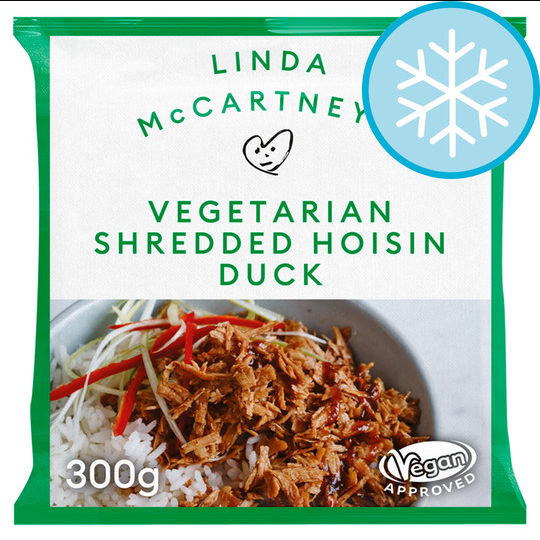 LINDA
McCARTNEY
VEGETARIAN
SHREDDED HOISIN
DUCK
300g
Vegan
APPROVED